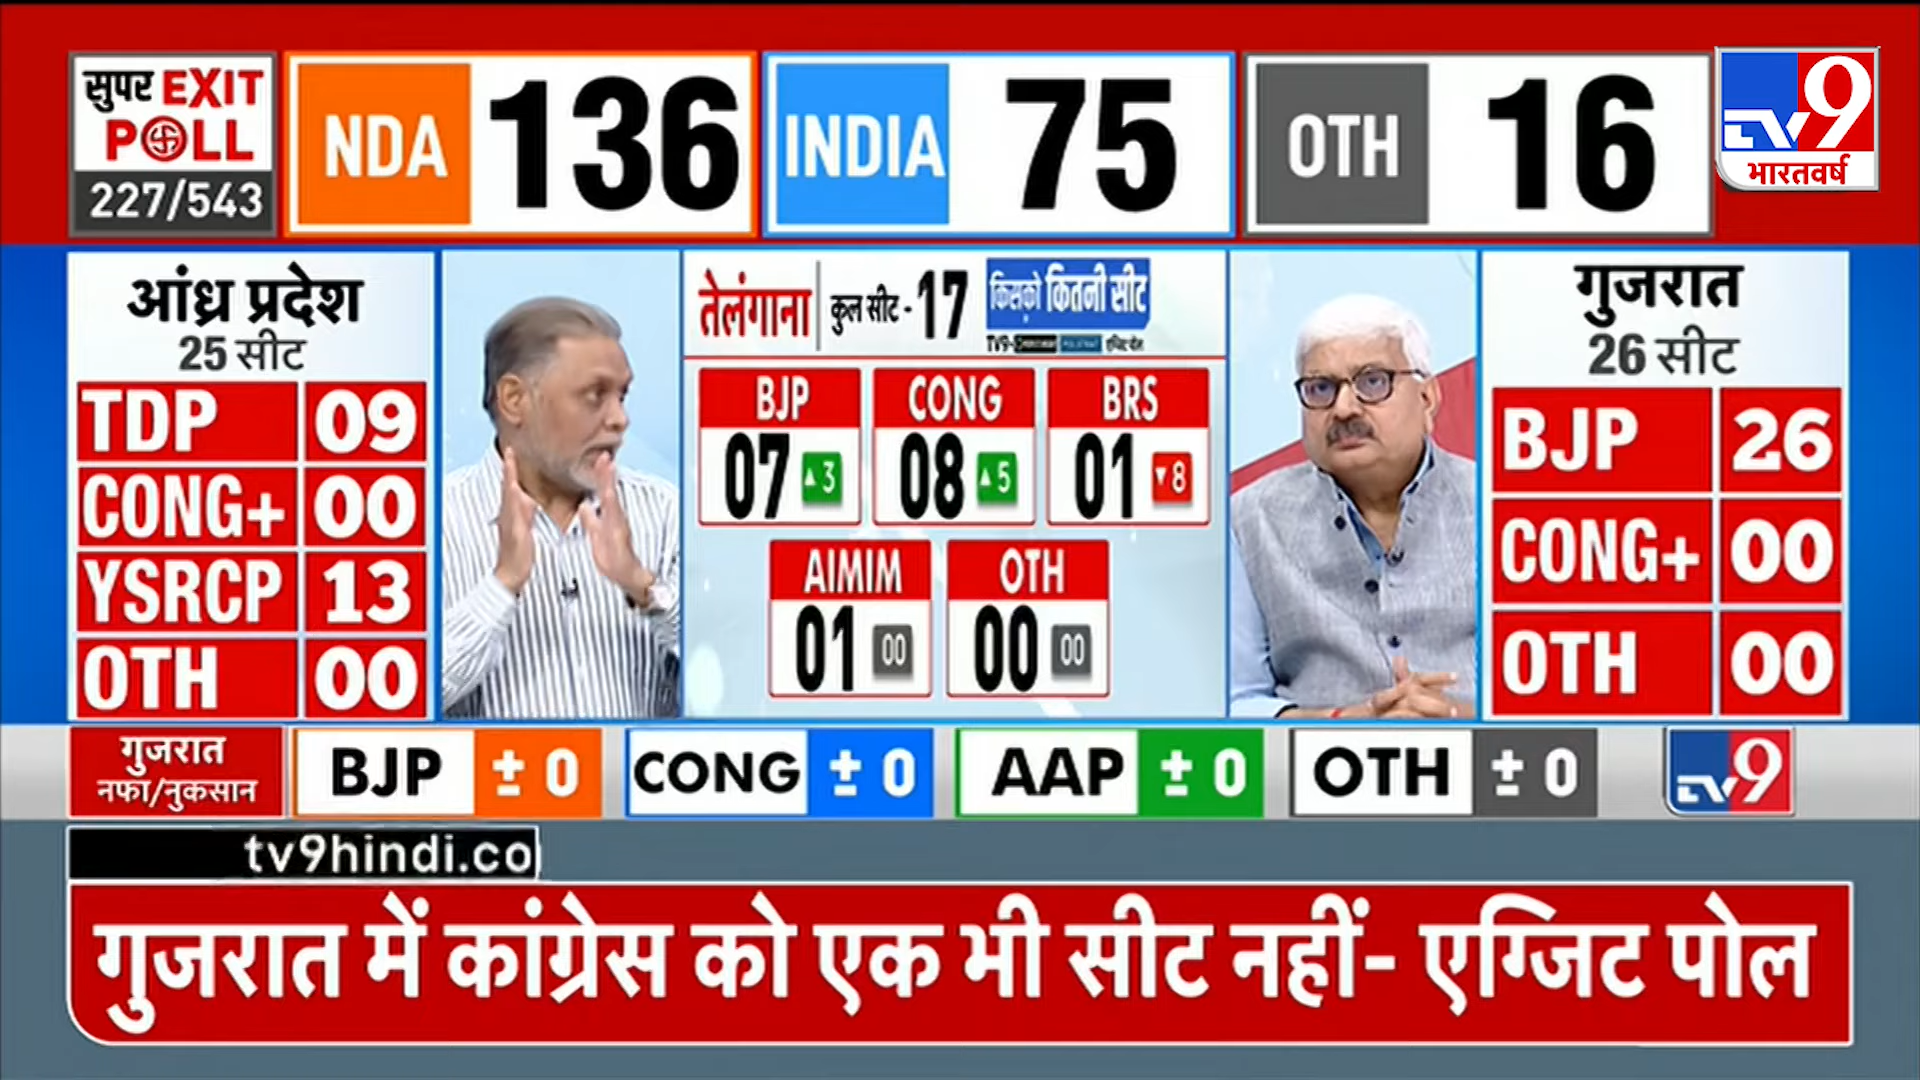 सुपर EXIT
POLL
227/543
NDA 136
INDIA 75
OTH 16
TV9
भारतवर्ष
आंध्र प्रदेश
25 सीट
TDP 09
CONG+ 00
YSRCP 13
OTH 00
तेलंगाना कुल सीट - 17 किसको कितनी सीट
TV9-
एग्जिट पोल
BJP CONG BRS
07 ▲3 08 ▲5 01 ▼8
AIMIM OTH
01 00 00 00
गुजरात
26 सीट
BJP 26
CONG+ 00
OTH 00
गुजरात
नफा/नुकसान
BJP ± 0 CONG ± 0 AAP ± 0 OTH ± 0 TV9
tv9hindi.co
गुजरात में कांग्रेस को एक भी सीट नहीं- एग्जिट पोल